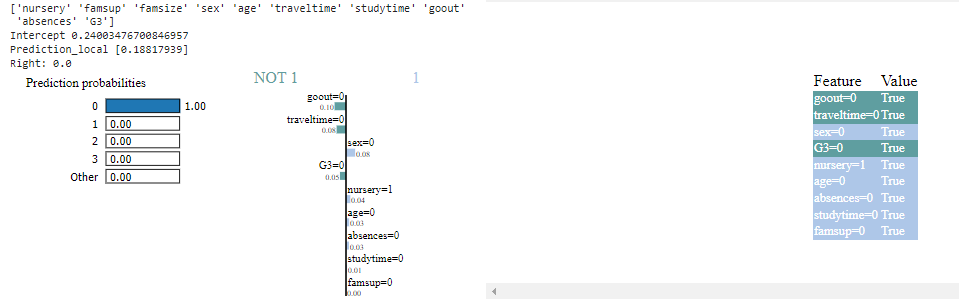 ['nursery' 'famsup' 'famsize' 'sex' 'age' 'traveltime' 'studytime' 'goout'
'absences' 'G3']
Intercept 0.24003476700846957
Prediction_local [0.18817939]
Right: 0.0
Prediction probabilities
0 1.00
1 0.00
2 0.00
3 0.00
Other 0.00
NOT 1 1
goout=0
0.10
traveltime=0
0.08
sex=0
0.08
G3=0
0.05
nursery=1
0.04
age=0
0.03
absences=0
0.03
studytime=0
0.01
famsup=0
0.00
Feature Value
goout=0 True
traveltime=0 True
sex=0 True
G3=0 True
nursery=1 True
age=0 True
absences=0 True
studytime=0 True
famsup=0 True